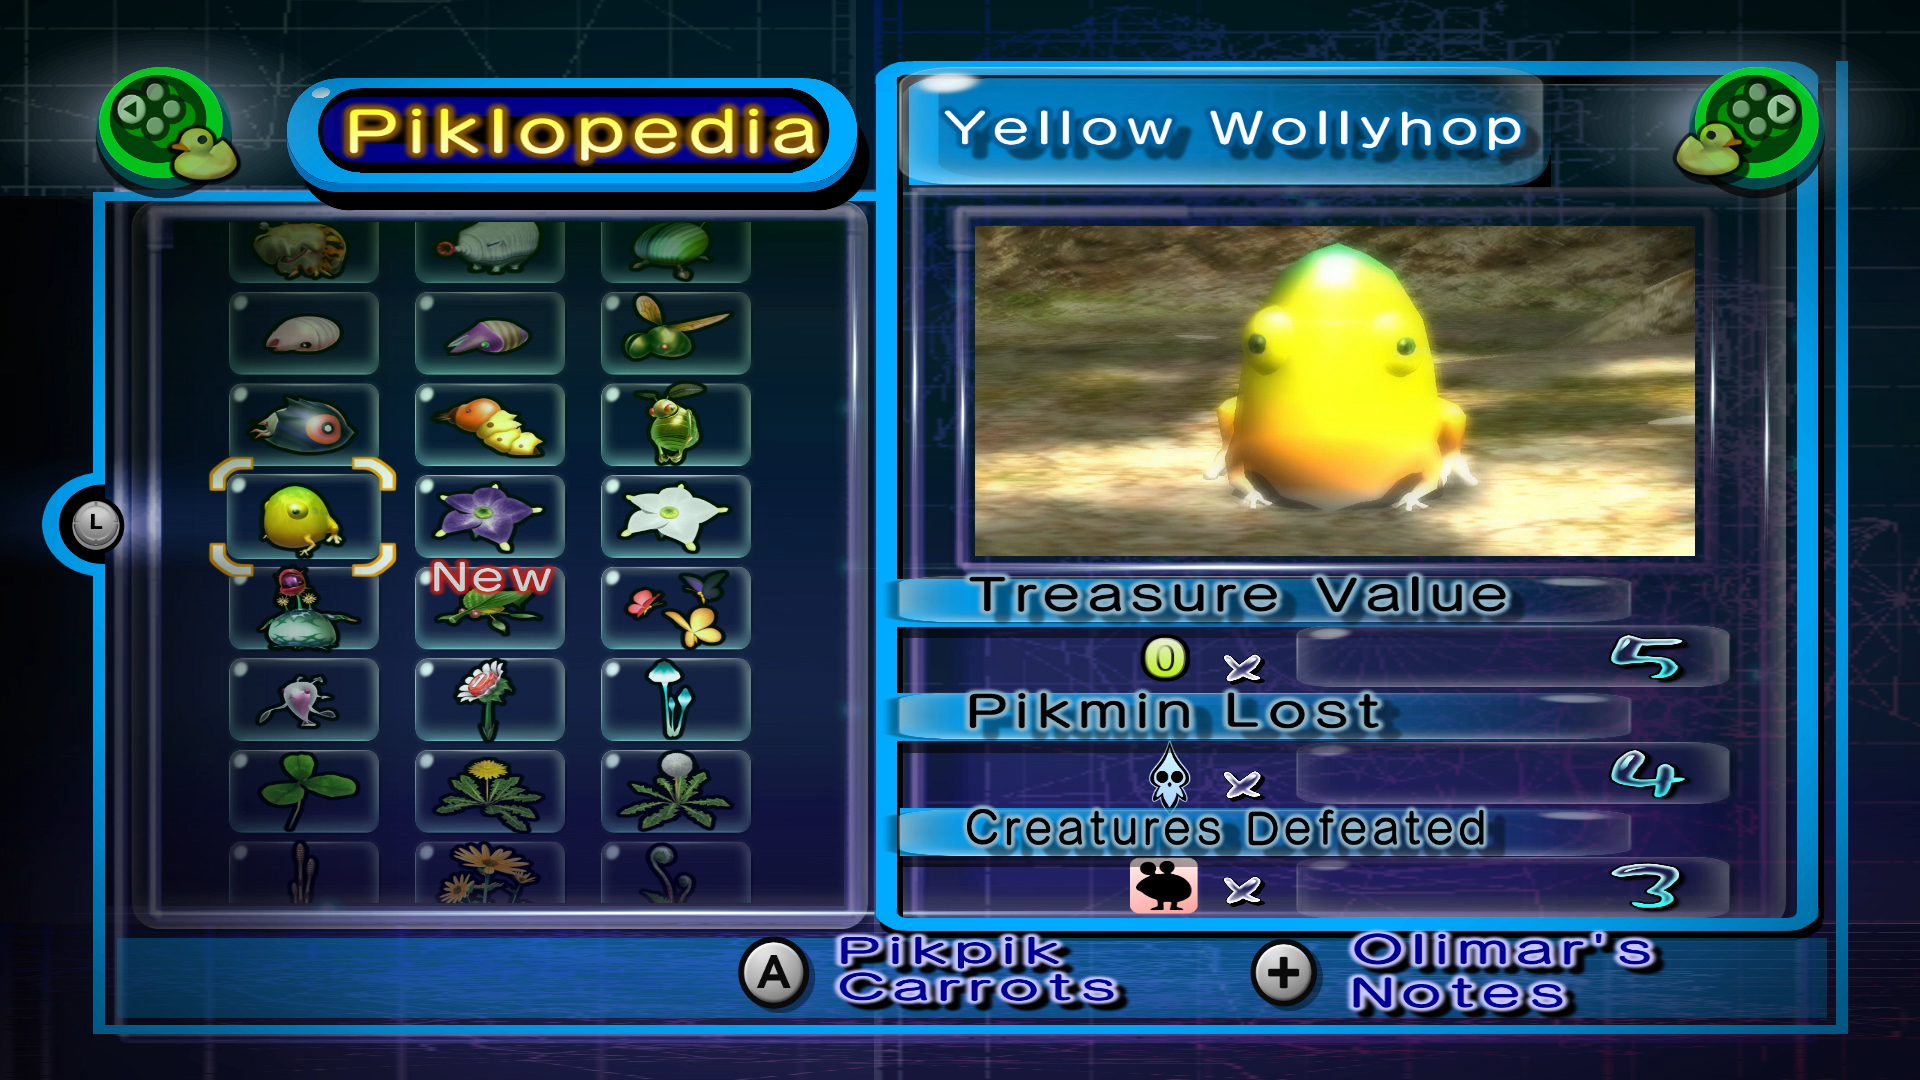 Piklopedia
Yellow Wollyhop
L
New
Treasure Value
0 × 5
Pikmin Lost
× 4
Creatures Defeated
× 3
A Pikpik
Carrots
+ Olimar's
Notes